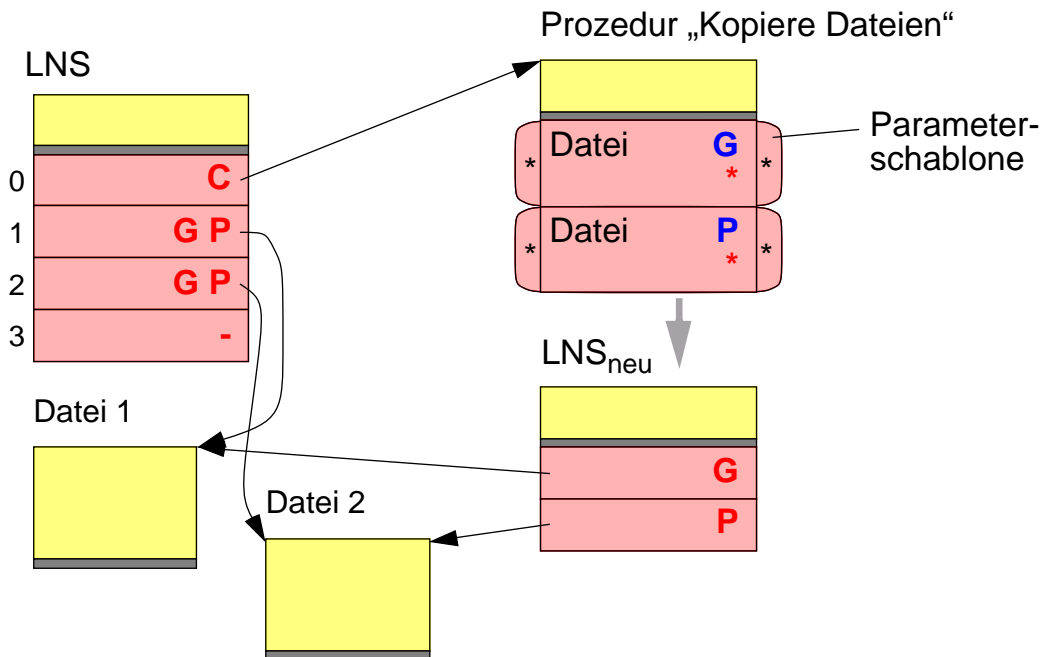 Prozedur „Kopiere Dateien“
LNS
0 C
1 G P
2 G P
3 -
* Datei G *
*
* Datei P *
*
Parameter-
schablone
LNSneu
G
P
Datei 1
Datei 2